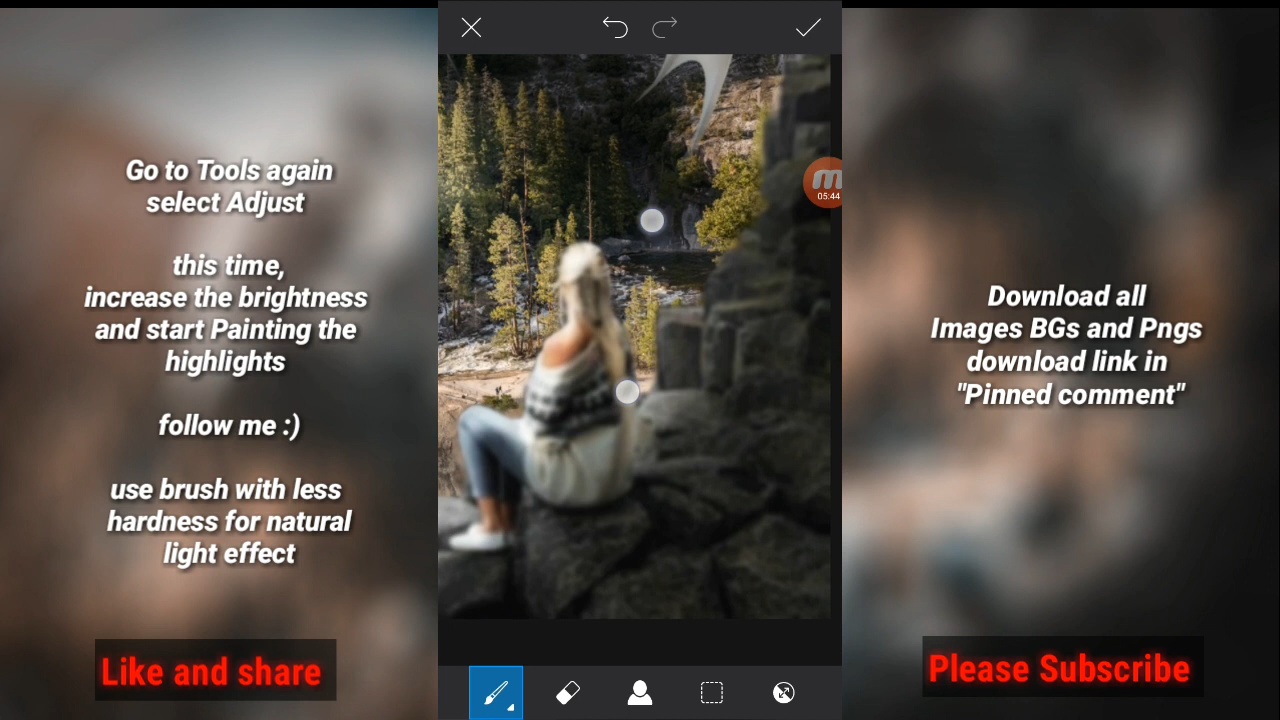 Go to Tools again
select Adjust
this time,
increase the brightness
and start Painting the
highlights
follow me :)
use brush with less
hardness for natural
light effect
Like and share
05:44
Download all
Images BGs and Pngs
download link in
"Pinned comment"
Please Subscribe